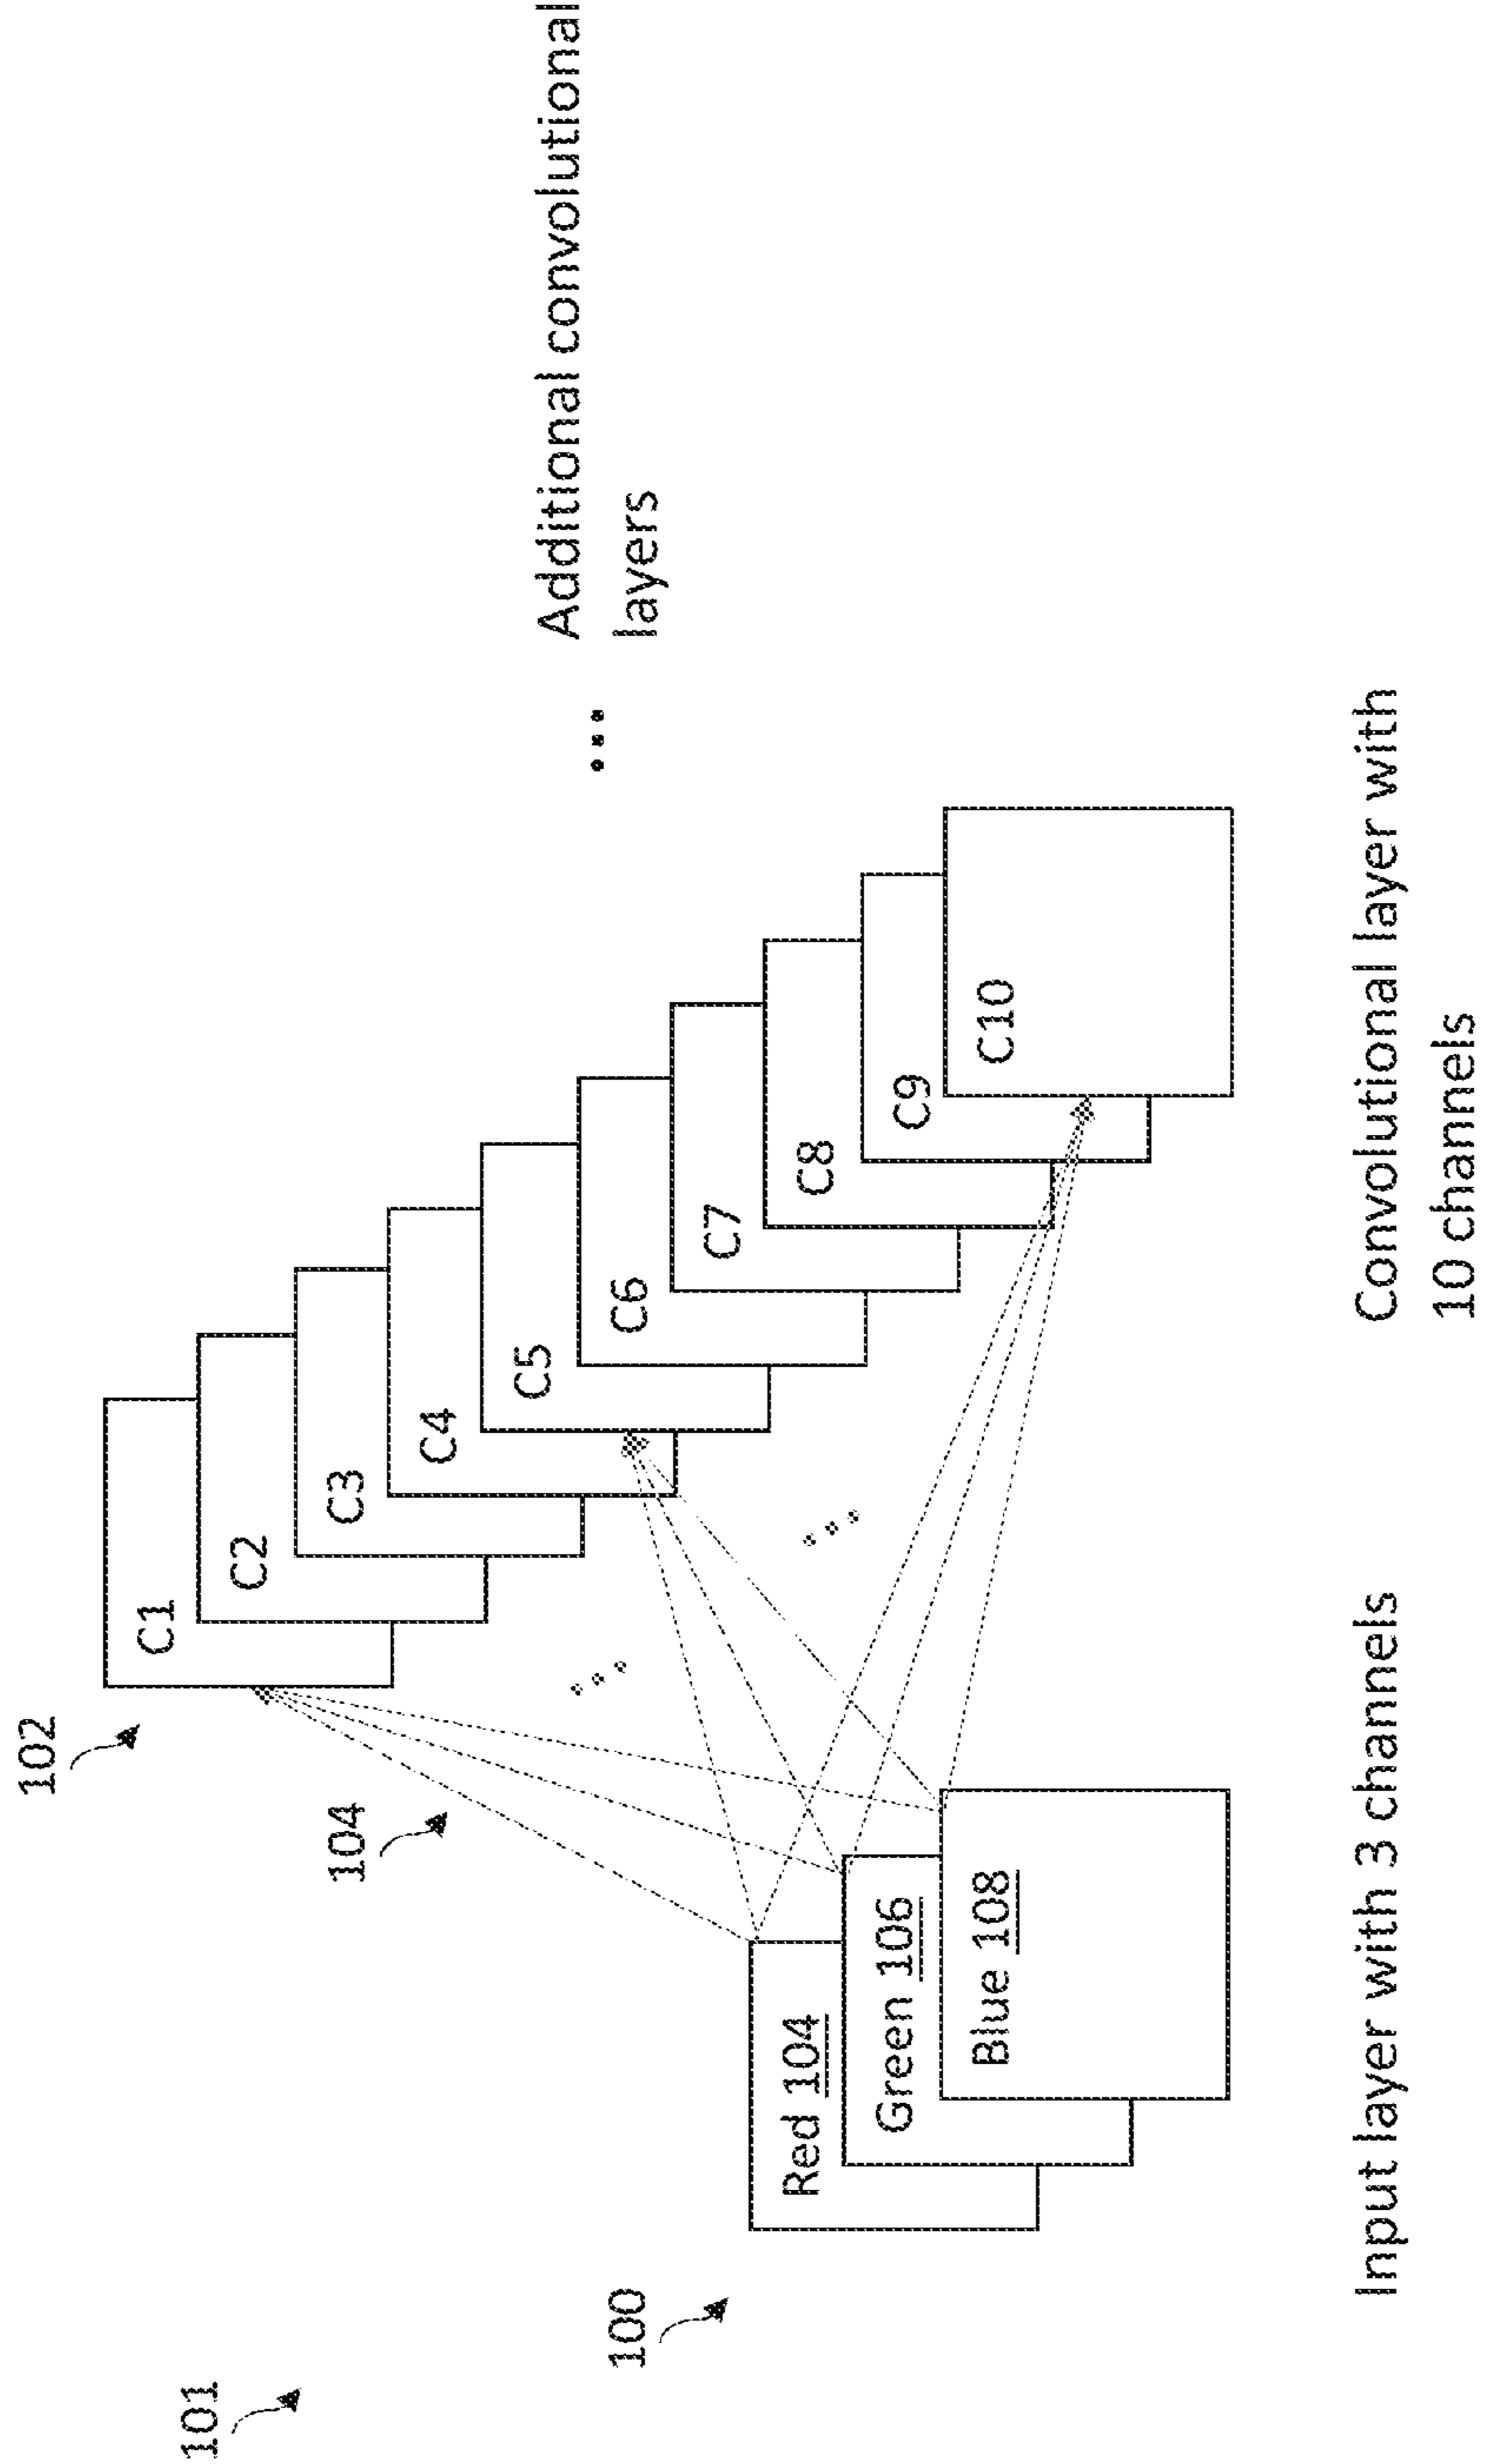 101
102
104
100
C1
C2
C3
C4
C5
C6
C7
C8
C9
C10
Red 104
Green 106
Blue 108
...
Additional convolutional
layers
Input layer with 3 channels
Convolutional layer with
10 channels